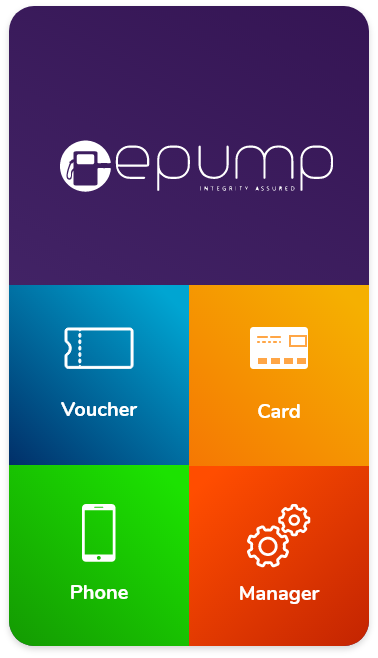 epump
INTEGRITY ASSURED
Voucher
Card
Phone
Manager